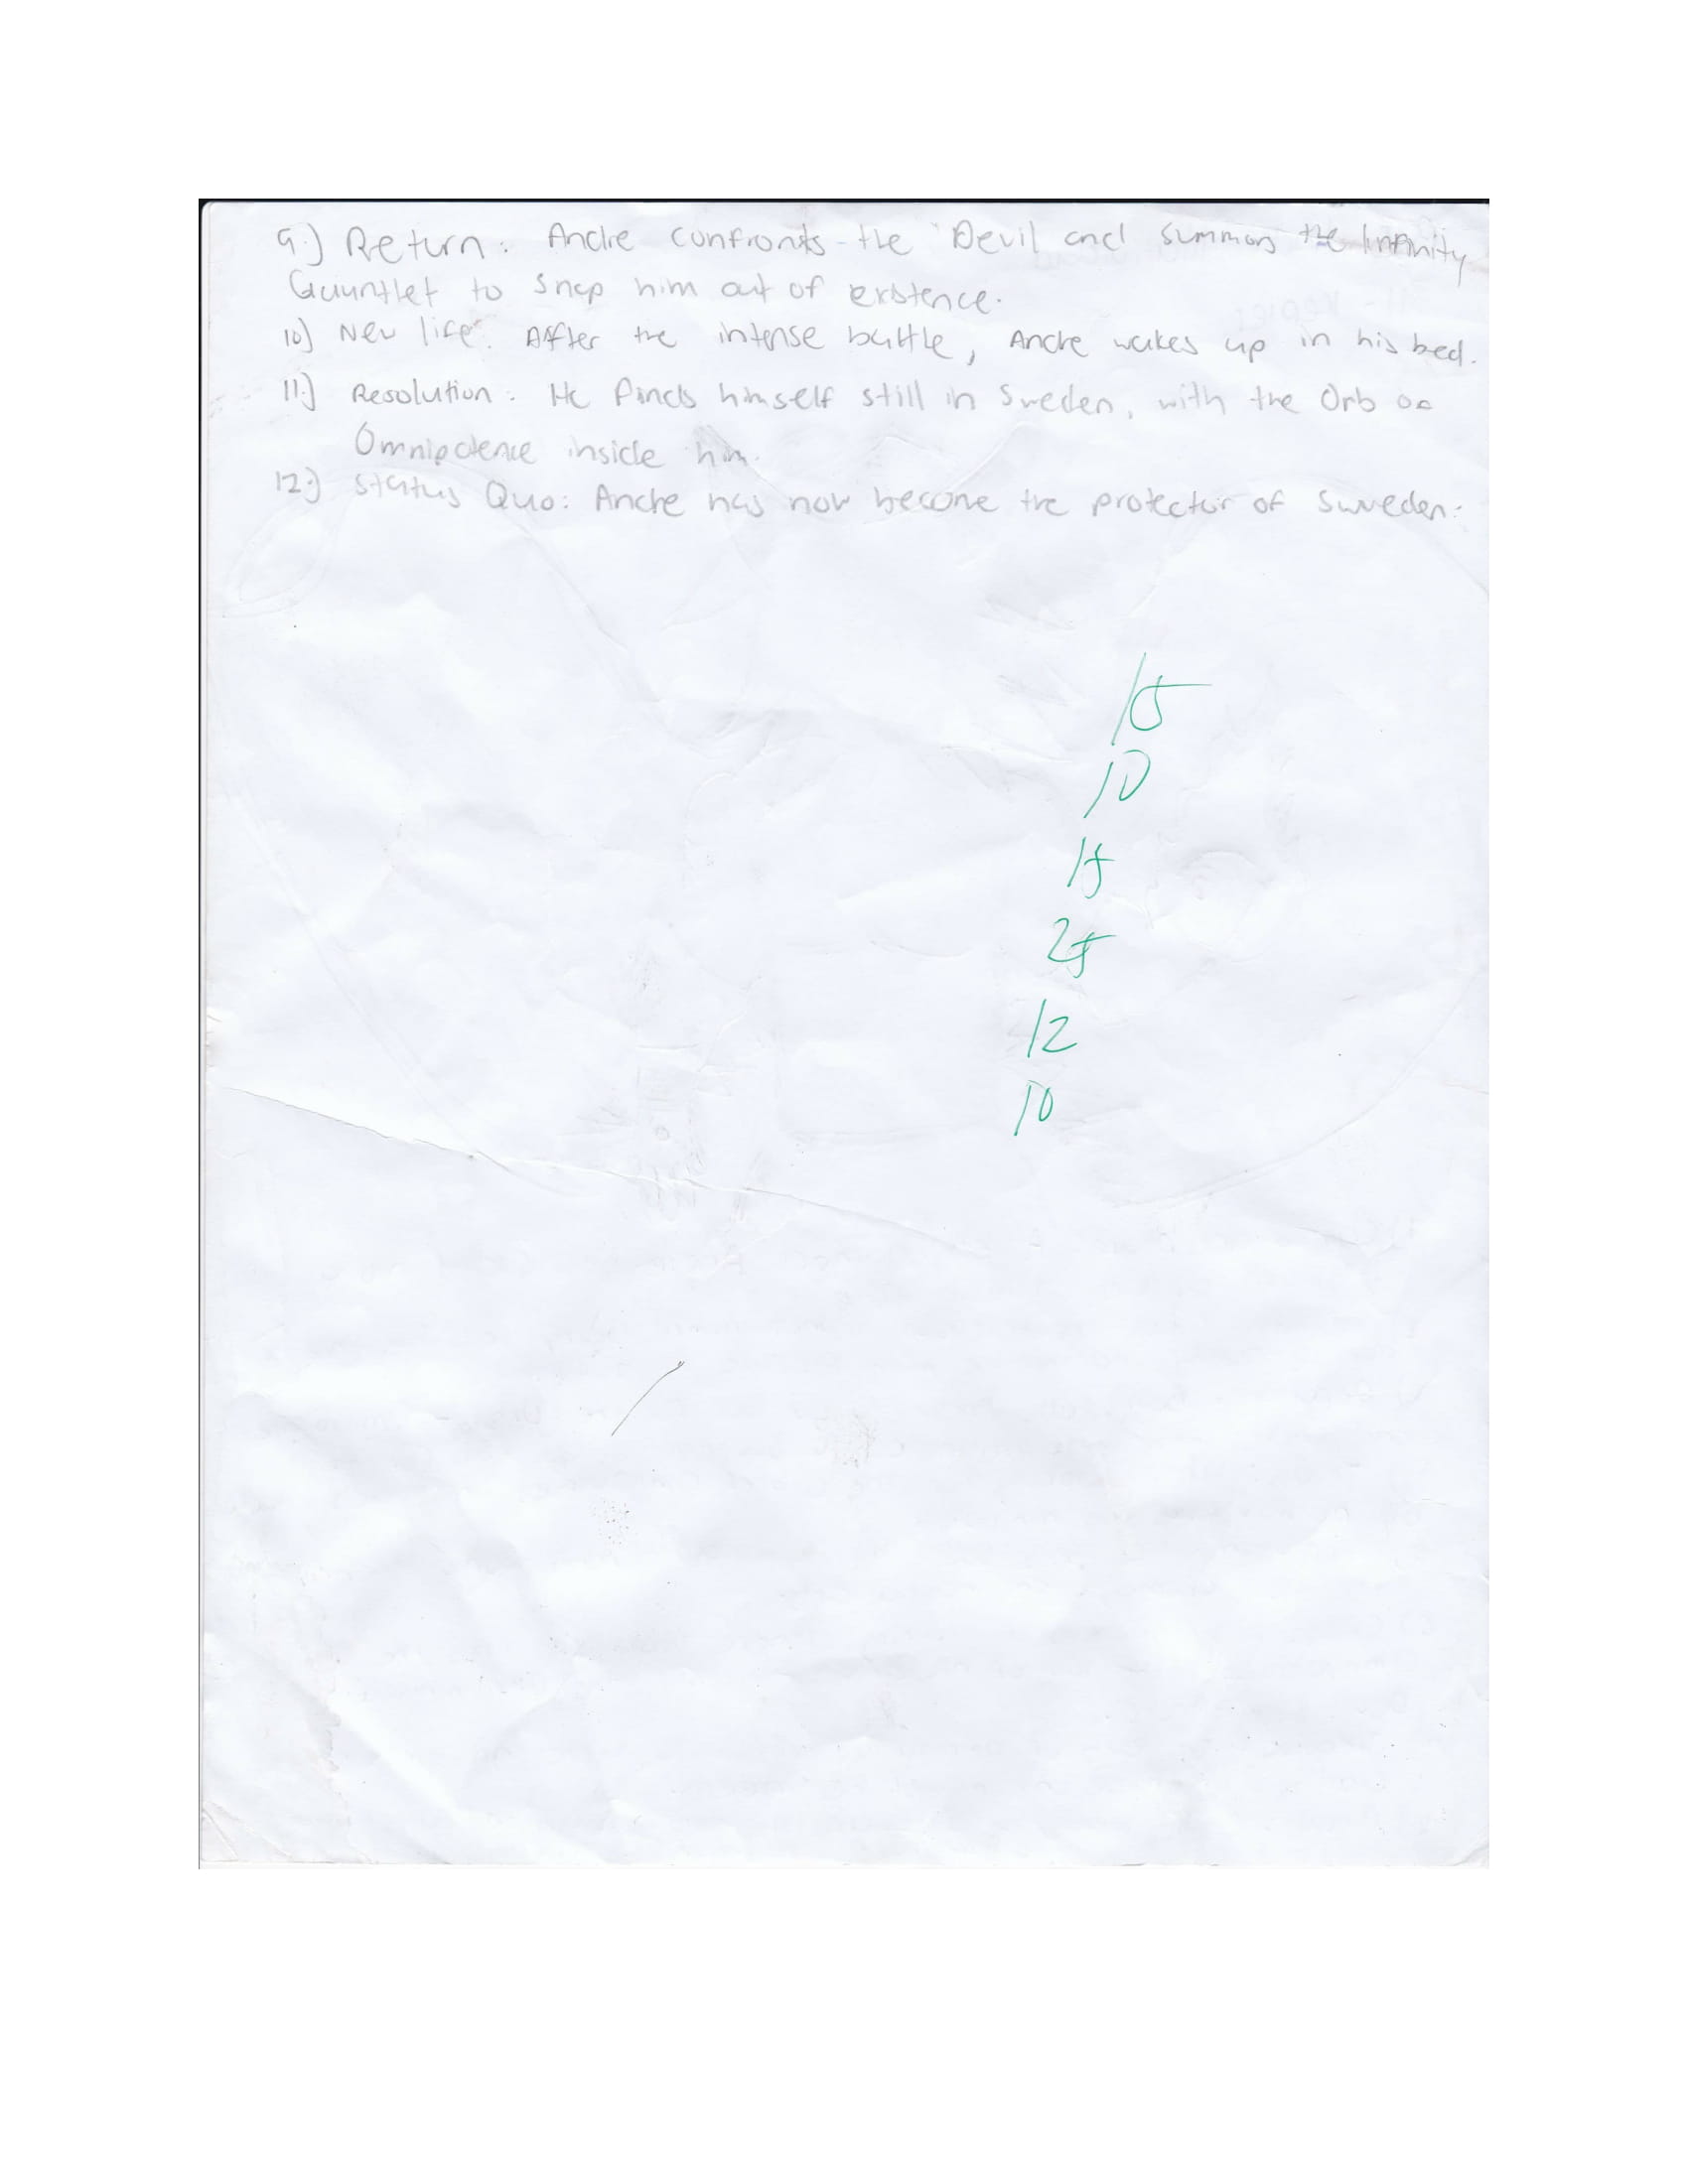 9.) Return: Andre confronts the Devil and summons the Infinity
Gauntlet to snap him out of existence.
10) New life: After the intense battle, Andre wakes up in his bed.
11.) Resolution: He finds himself still in Sweden, with the Orb of
Omnipotence inside him.
12.) Status Quo: Andre has now become the protector of Sweden.
15
10
15
25
12
10